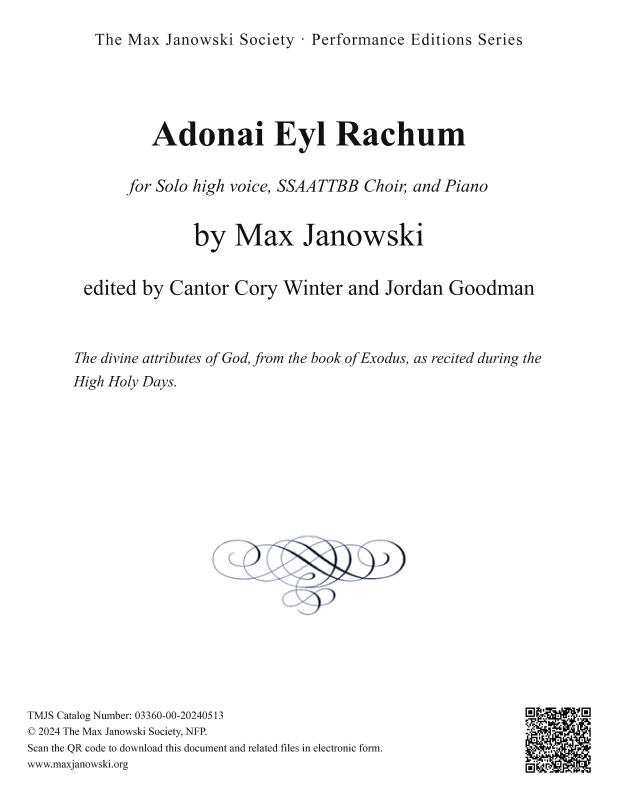 The Max Janowski Society · Performance Editions Series
Adonai Eyl Rachum
for Solo high voice, SSAATTBB Choir, and Piano
by Max Janowski
edited by Cantor Cory Winter and Jordan Goodman
The divine attributes of God, from the book of Exodus, as recited during the
High Holy Days.
TMJS Catalog Number: 03360-00-20240513
© 2024 The Max Janowski Society, NFP.
Scan the QR code to download this document and related files in electronic form.
www.maxjanowski.org